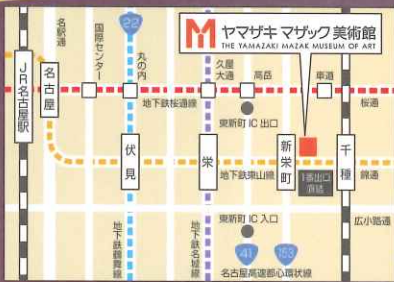 ヤマザキ マザック 美術館
THE YAMAZAKI MAZAK MUSEUM OF ART
名駅通
国際センター
22
丸の内
久屋大通
高岳
車道
JR名古屋駅
名古屋
地下鉄桜通線
桜通
東新町 IC 出口
伏見
栄
新栄町
千種
地下鉄東山線
1番出口
直結
錦通
地下鉄鶴舞線
地下鉄名城線
東新町 IC 入口
広小路通
41
153
名古屋高速都心環状線